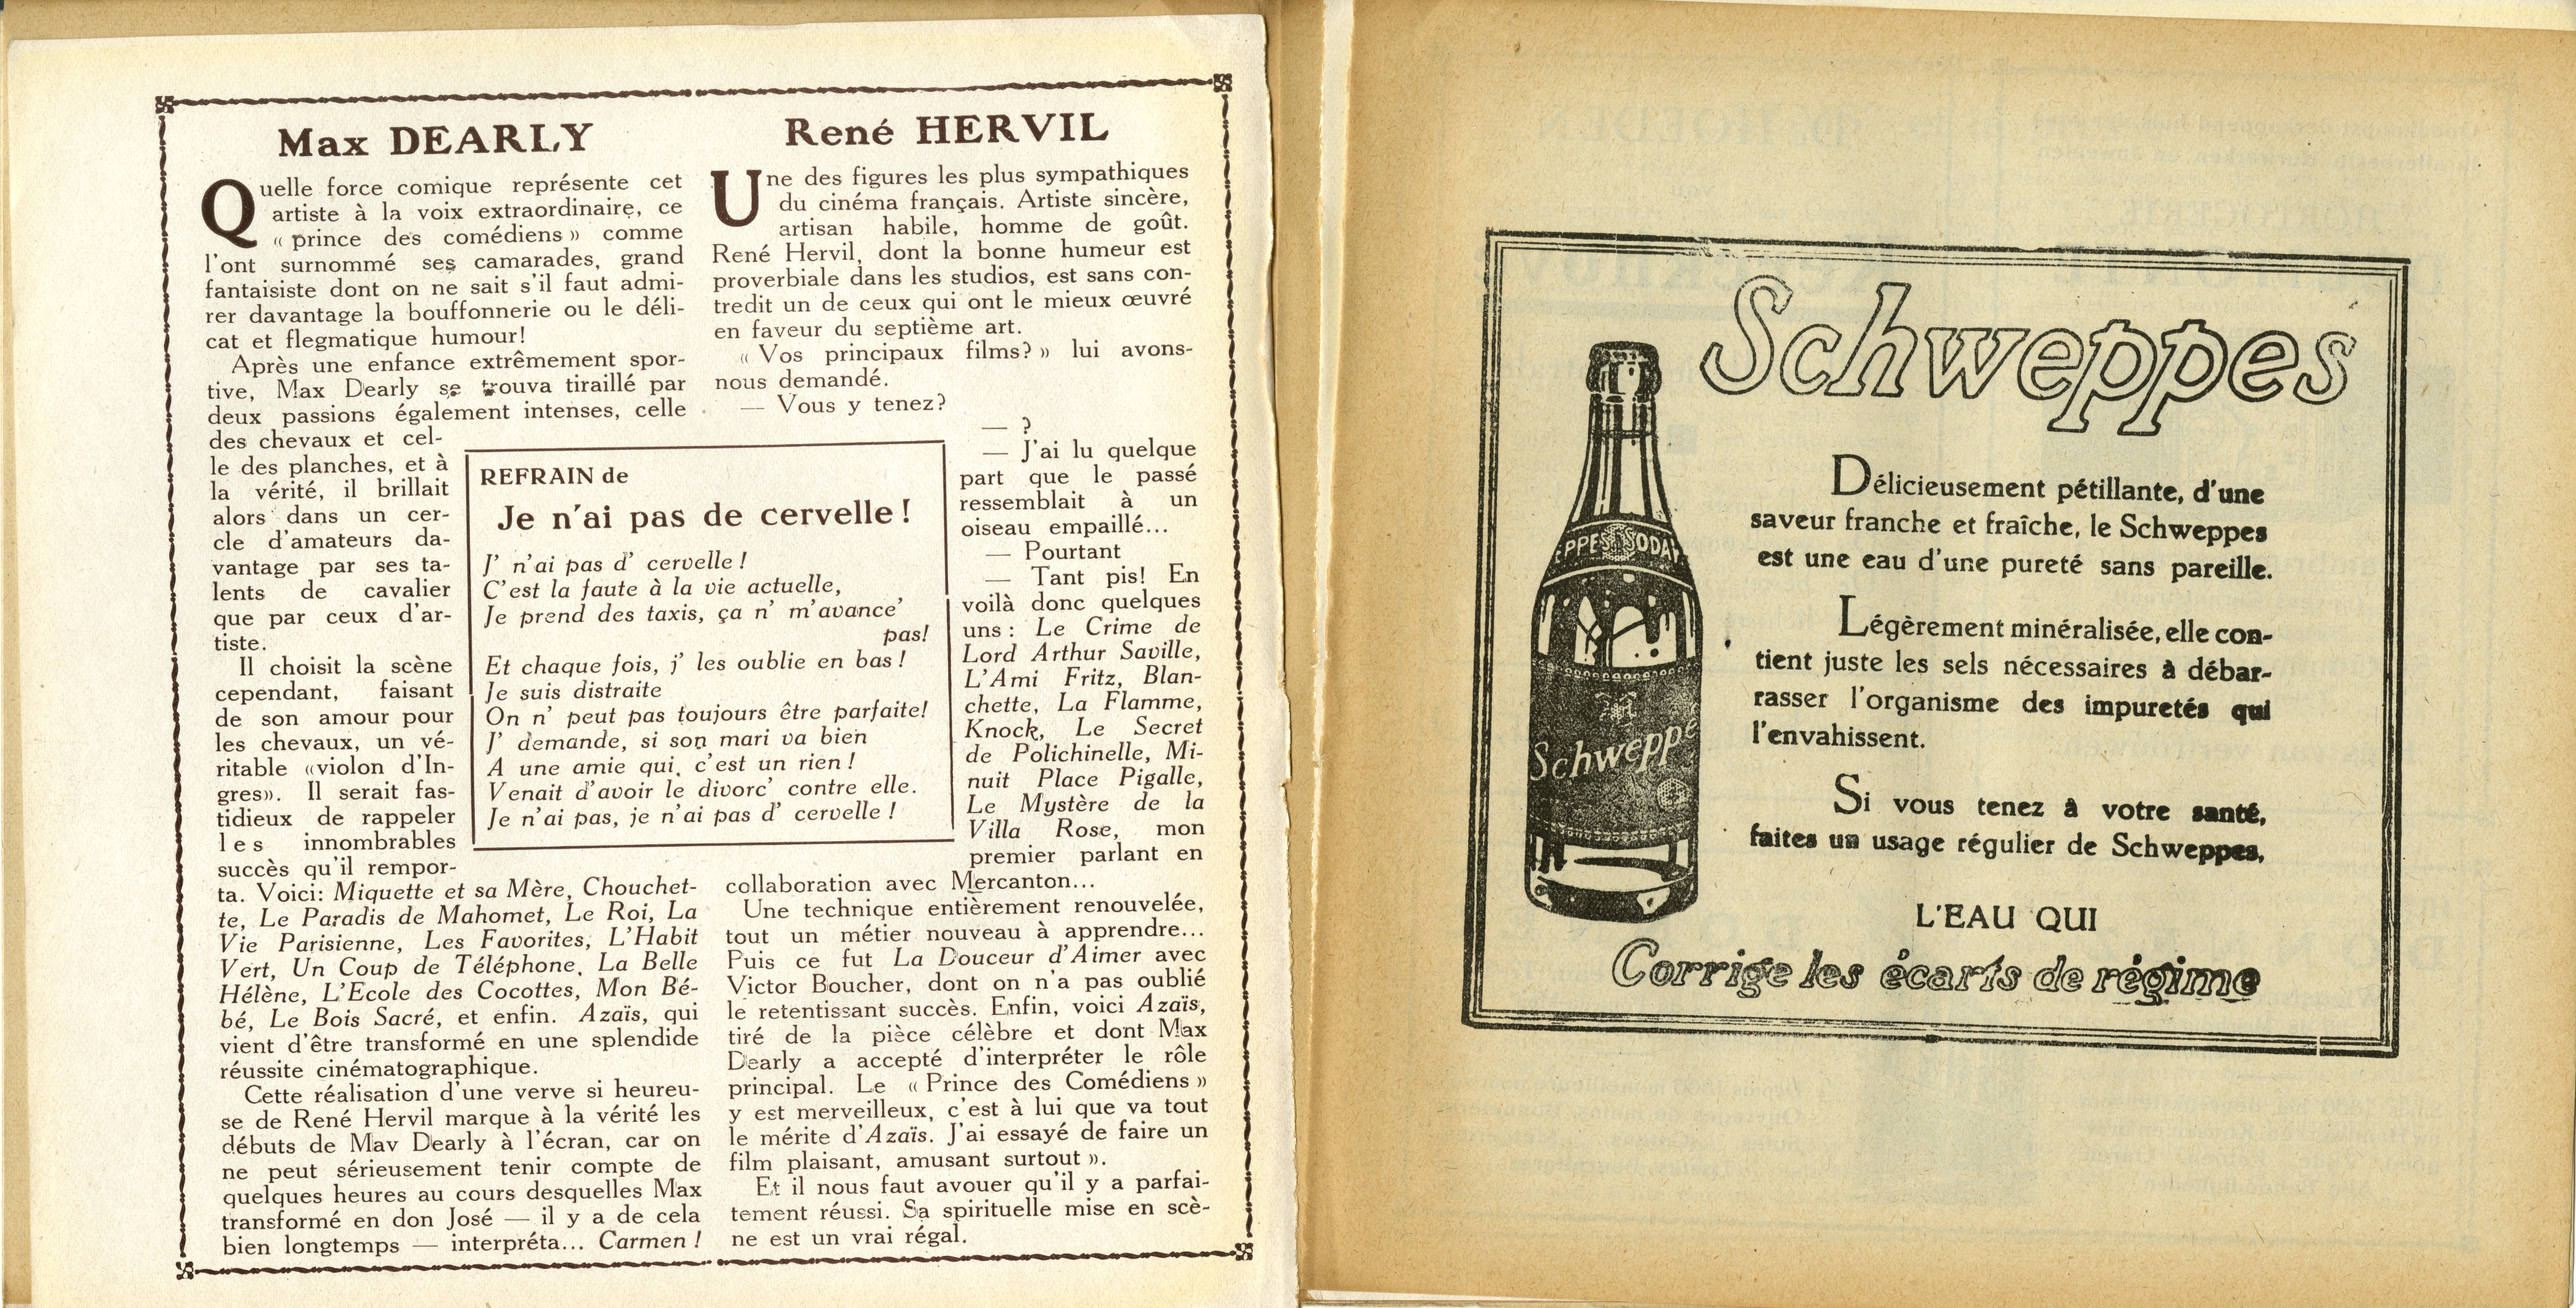 Max DEARLY
Quelle force comique représente cet
artiste à la voix extraordinaire, ce
« prince des comédiens » comme
l'ont surnommé ses camarades, grand
fantaisiste dont on ne sait s'il faut admi-
rer davantage la bouffonnerie ou le déli-
cat et flegmatique humour!
Après une enfance extrêmement spor-
tive, Max Dearly se trouva tiraillé par
deux passions également intenses, celle
des chevaux et cel-
le des planches, et à
la vérité, il brillait
alors dans un cer-
cle d'amateurs da-
vantage par ses ta-
lents de cavalier
que par ceux d'ar-
tiste.
Il choisit la scène
cependant, faisant
de son amour pour
les chevaux, un vé-
ritable «violon d'In-
gres». Il serait fas-
tidieux de rappeler
les innombrables
succès qu'il rempor-
ta. Voici: Miquette et sa Mère, Chouchet-
te, Le Paradis de Mahomet, Le Roi, La
Vie Parisienne, Les Favorites, L'Habit
Vert, Un Coup de Téléphone, La Belle
Hélène, L'Ecole des Cocottes, Mon Bé-
bé, Le Bois Sacré, et enfin. Azaïs, qui
vient d'être transformé en une splendide
réussite cinématographique.
Cette réalisation d'une verve si heureu-
se de René Hervil marque à la vérité les
débuts de Mav Dearly à l'écran, car on
ne peut sérieusement tenir compte de
quelques heures au cours desquelles Max
transformé en don José — il y a de cela
bien longtemps — interpréta... Carmen !
REFRAIN de
Je n'ai pas de cervelle !
J' n'ai pas d' cervelle !
C'est la faute à la vie actuelle,
Je prend des taxis, ça n' m'avance'
pas!
Et chaque fois, j' les oublie en bas !
Je suis distraite
On n' peut pas toujours être parfaite!
J' demande, si son mari va bien
A une amie qui, c'est un rien !
Venait d'avoir le divorc' contre elle.
Je n'ai pas, je n'ai pas d' cervelle !
René HERVIL
Une des figures les plus sympathiques
du cinéma français. Artiste sincère,
artisan habile, homme de goût.
René Hervil, dont la bonne humeur est
proverbiale dans les studios, est sans con-
tredit un de ceux qui ont le mieux œuvré
en faveur du septième art.
« Vos principaux films? » lui avons-
nous demandé.
— Vous y tenez?
— ?
— J'ai lu quelque
part que le passé
ressemblait à un
oiseau empaillé...
— Pourtant
— Tant pis! En
voilà donc quelques
uns : Le Crime de
Lord Arthur Saville,
L'Ami Fritz, Blan-
chette, La Flamme,
Knock, Le Secret
de Polichinelle, Mi-
nuit Place Pigalle,
Le Mystère de la
Villa Rose, mon
premier parlant en
collaboration avec Mercanton...
Une technique entièrement renouvelée,
tout un métier nouveau à apprendre...
Puis ce fut La Douceur d'Aimer avec
Victor Boucher, dont on n'a pas oublié
le retentissant succès. Enfin, voici Azaïs,
tiré de la pièce célèbre et dont Max
Dearly a accepté d'interpréter le rôle
principal. Le « Prince des Comédiens »
y est merveilleux, c'est à lui que va tout
le mérite d'Azaïs. J'ai essayé de faire un
film plaisant, amusant surtout ».
Et il nous faut avouer qu'il y a parfai-
tement réussi. Sa spirituelle mise en scè-
ne est un vrai régal.
Schweppes
EPPES SODA
Schweppe
Délicieusement pétillante, d'une
saveur franche et fraîche, le Schweppes
est une eau d'une pureté sans pareille.
Légèrement minéralisée, elle con-
tient juste les sels nécessaires à débar-
rasser l'organisme des impuretés qui
l'envahissent.
Si vous tenez à votre santé,
faites un usage régulier de Schweppes,
L'EAU QUI
Corrige les écarts de régime